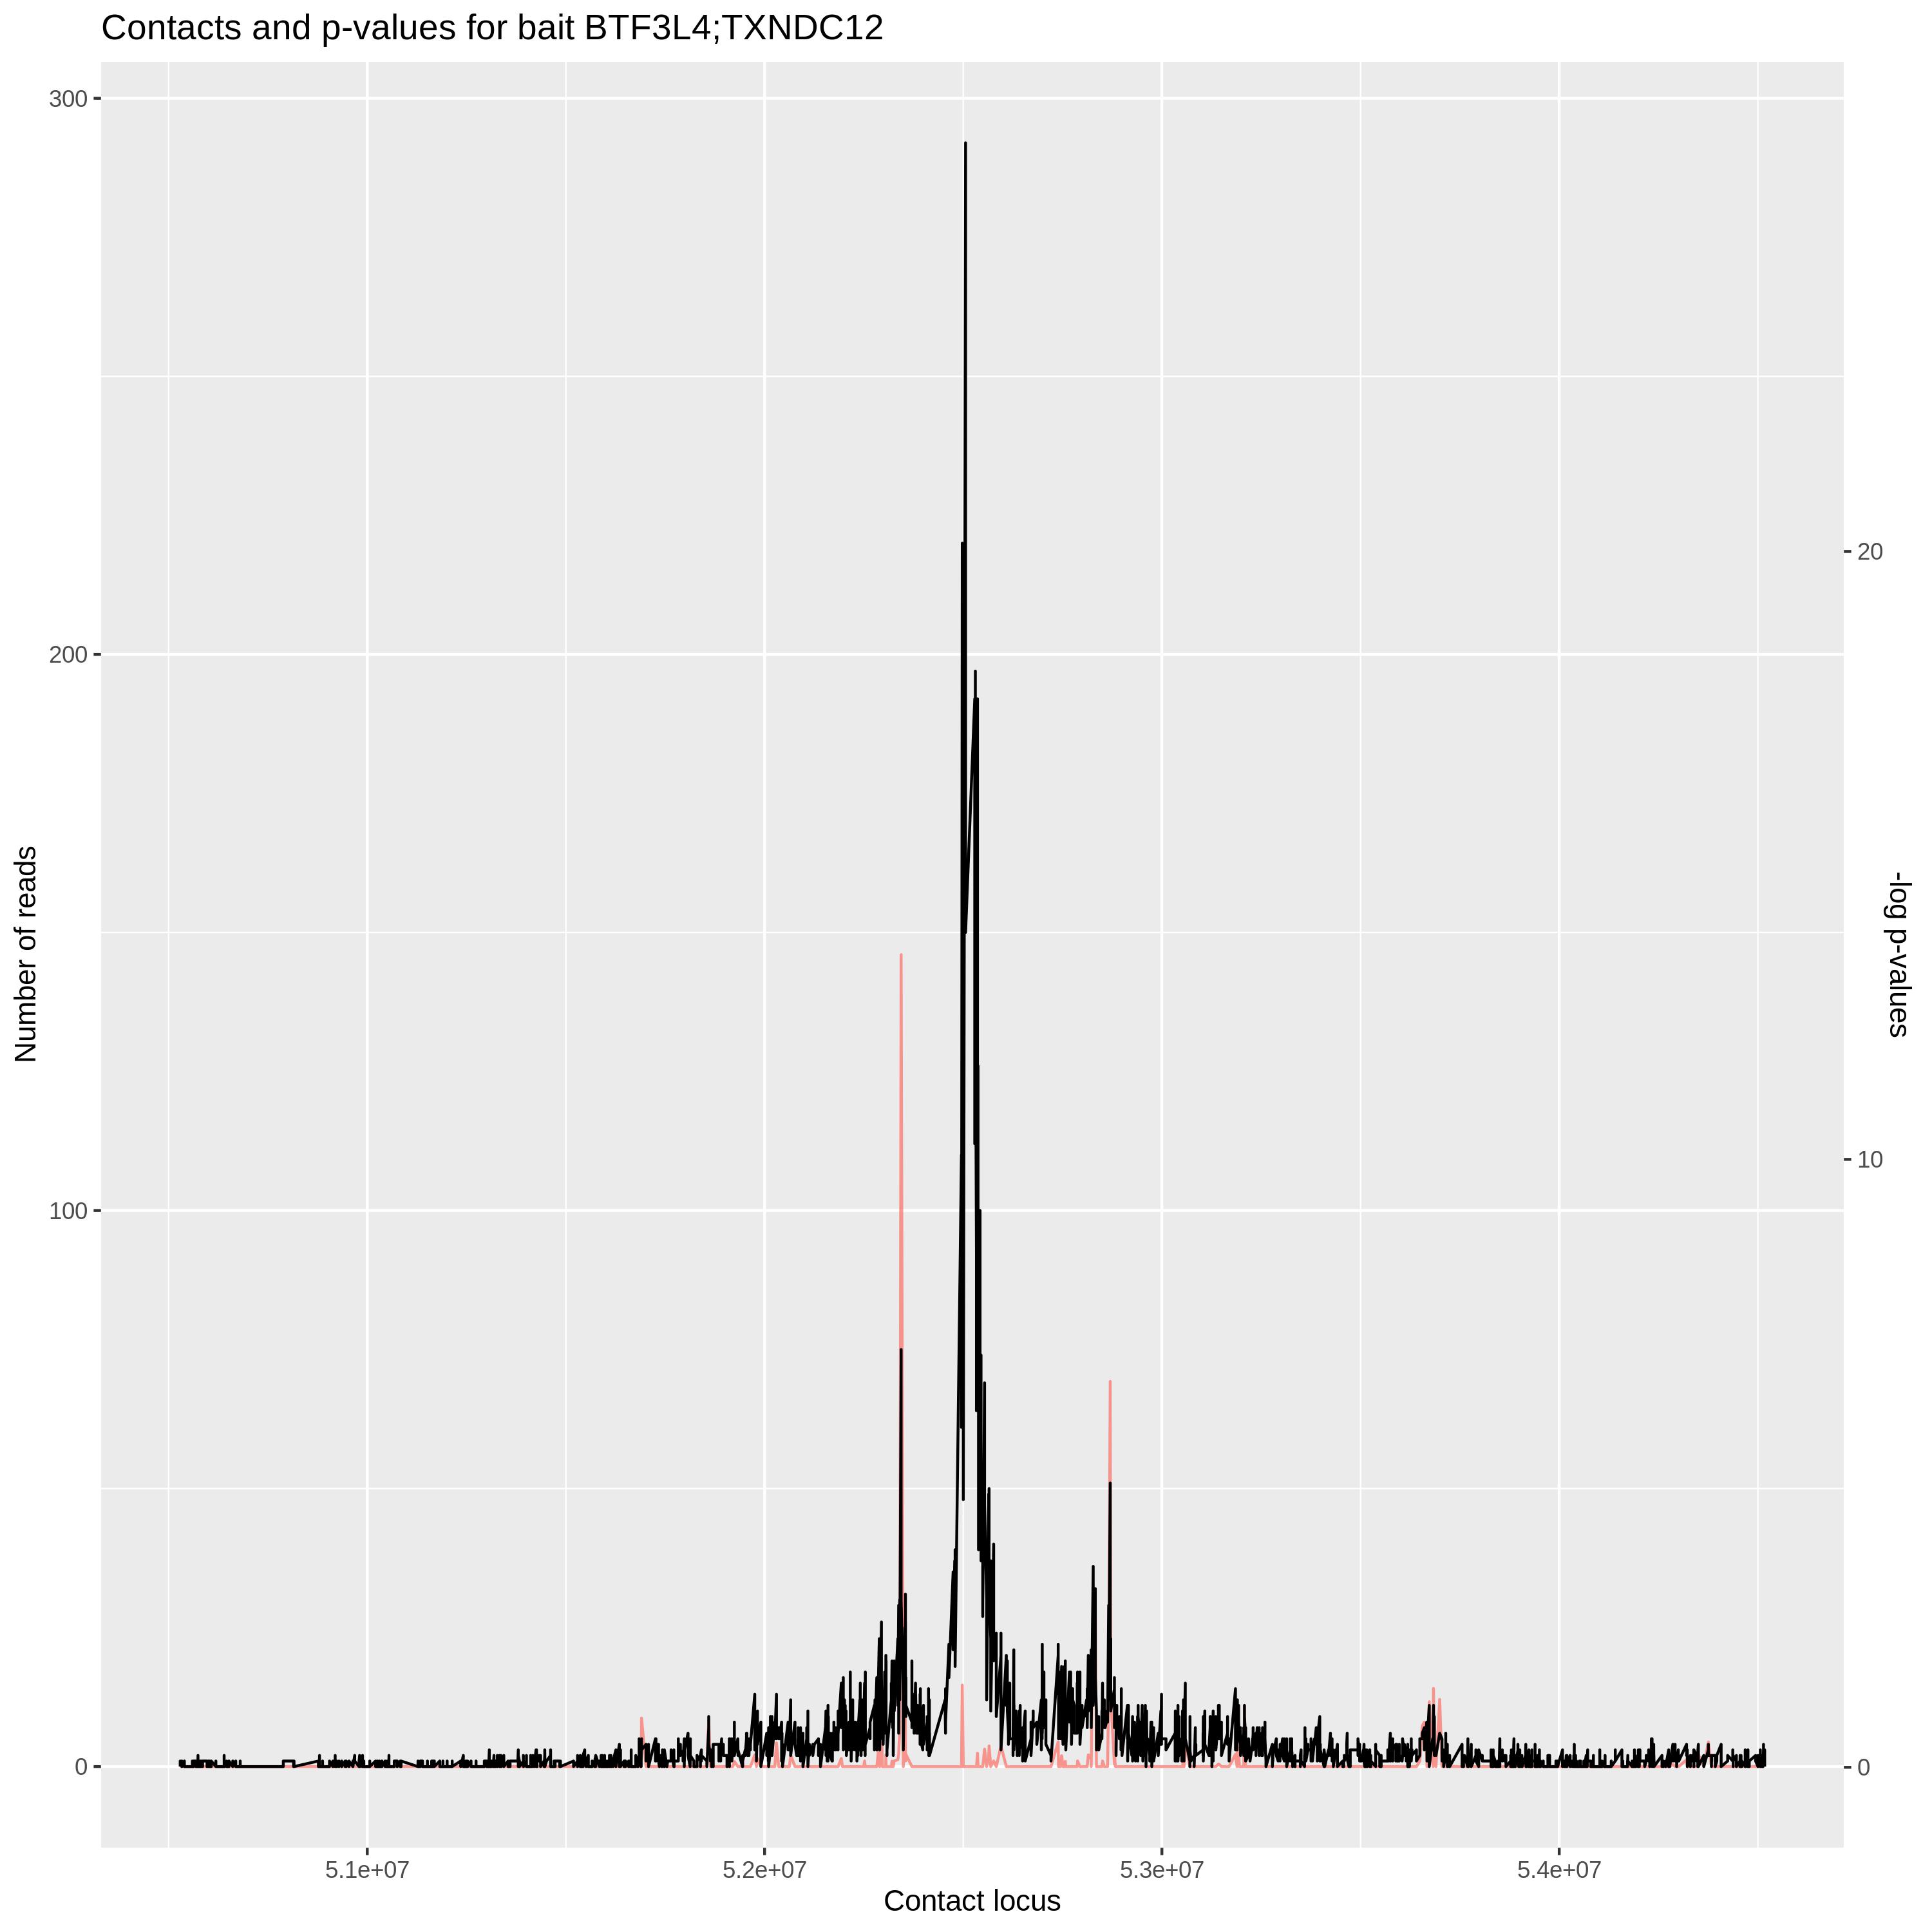 Contacts and p-values for bait BTF3L4;TXNDC12
300
200
100
0
Number of reads
20
10
0
-log p-values
5.1e+07 5.2e+07 5.3e+07 5.4e+07
Contact locus